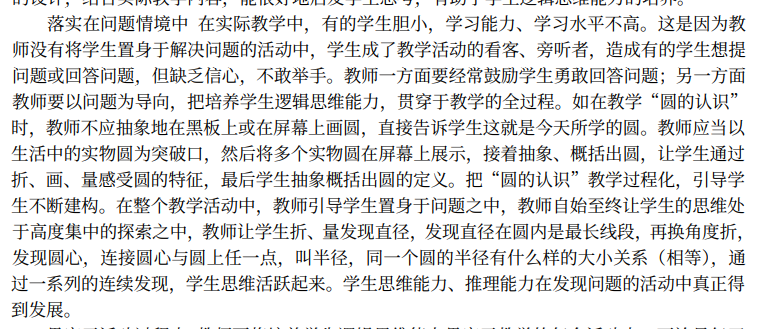 落实在问题情境中 在实际教学中，有的学生胆小，学习能力、学习水平不高。这是因为教
师没有将学生置身于解决问题的活动中，学生成了教学活动的看客、旁听者，造成有的学生想提
问题或回答问题，但缺乏信心，不敢举手。教师一方面要经常鼓励学生勇敢回答问题；另一方面
教师要以问题为导向，把培养学生逻辑思维能力，贯穿于教学的全过程。如在教学“圆的认识”
时，教师不应抽象地在黑板上或在屏幕上画圆，直接告诉学生这就是今天所学的圆。教师应当以
生活中的实物圆为突破口，然后将多个实物圆在屏幕上展示，接着抽象、概括出圆，让学生通过
折、画、量感受圆的特征，最后学生抽象概括出圆的定义。把“圆的认识”教学过程化，引导学
生不断建构。在整个教学活动中，教师引导学生置身于问题之中，教师自始至终让学生的思维处
于高度集中的探索之中，教师让学生折、量发现直径，发现直径在圆内是最长线段，再换角度折，
发现圆心，连接圆心与圆上任一点，叫半径，同一个圆的半径有什么样的大小关系（相等），通
过一系列的连续发现，学生思维活跃起来。学生思维能力、推理能力在发现问题的活动中真正得
到发展。